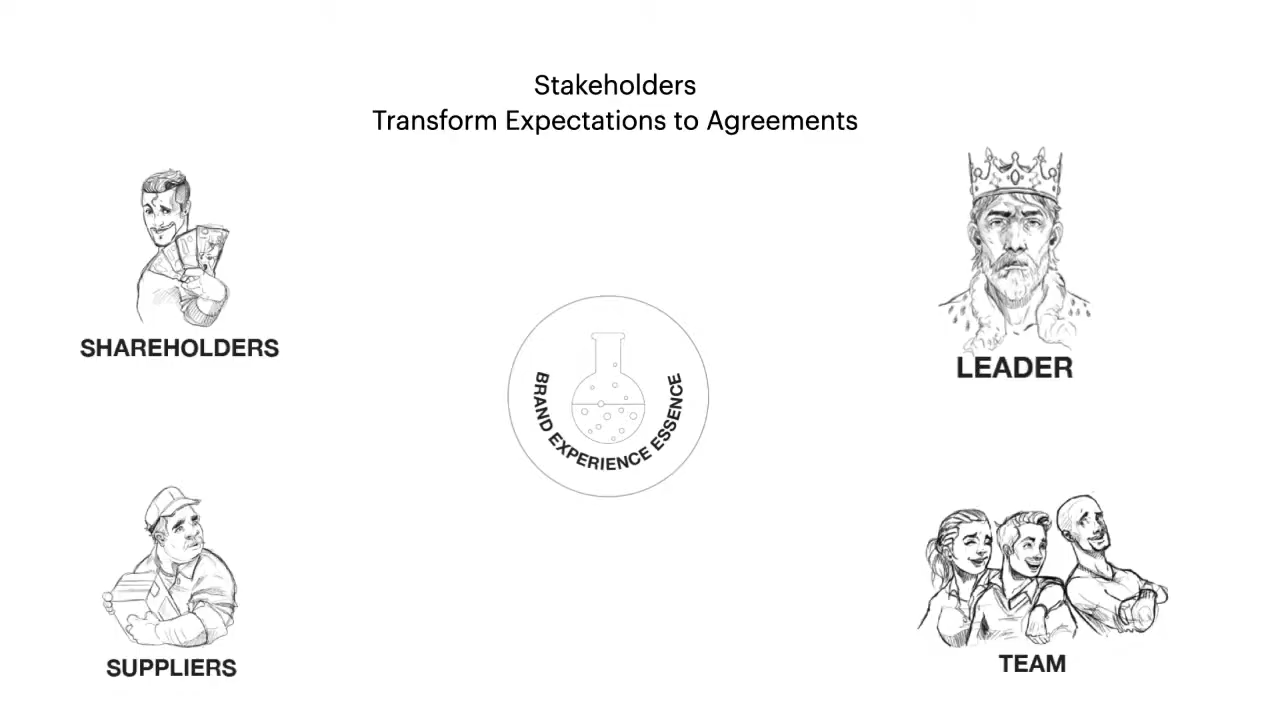 Stakeholders
Transform Expectations to Agreements
SHAREHOLDERS
LEADER
BRAND EXPERIENCE ESSENCE
SUPPLIERS
TEAM